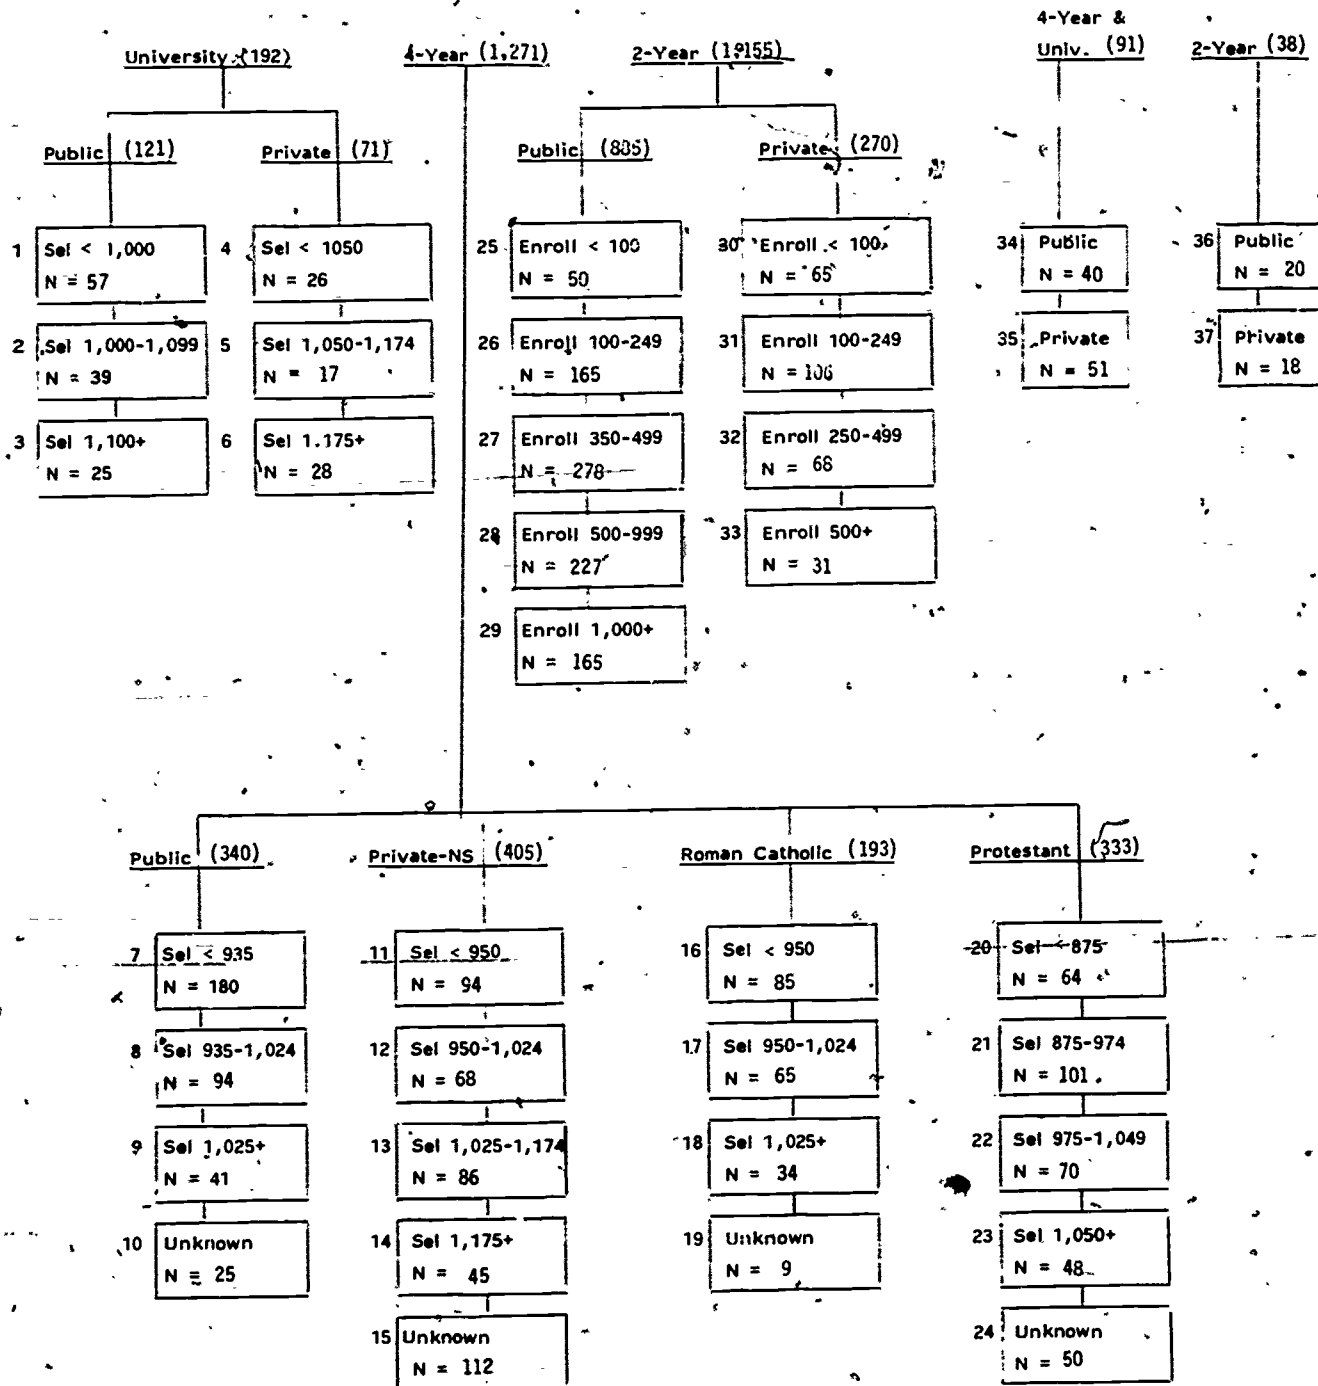 University (192)
4-Year (1,271)
2-Year (1,155)
4-Year &
Univ. (91)
2-Year (38)
Public (121)
Private (71)
Public (885)
Private (270)
1 Sel < 1,000
N = 57
2 Sel 1,000-1,099
N = 39
3 Sel 1,100+
N = 25
4 Sel < 1050
N = 26
5 Sel 1,050-1,174
N = 17
6 Sel 1.175+
N = 28
25 Enroll < 100
N = 50
26 Enroll 100-249
N = 165
27 Enroll 350-499
N = 278
28 Enroll 500-999
N = 227
29 Enroll 1,000+
N = 165
30 Enroll < 100
N = 65
31 Enroll 100-249
N = 106
32 Enroll 250-499
N = 68
33 Enroll 500+
N = 31
34 Public
N = 40
35 Private
N = 51
36 Public
N = 20
37 Private
N = 18
Public (340)
Private-NS (405)
Roman Catholic (193)
Protestant (333)
7 Sel < 935
N = 180
8 Sel 935-1,024
N = 94
9 Sel 1,025+
N = 41
10 Unknown
N = 25
11 Sel < 950
N = 94
12 Sel 950-1,024
N = 68
13 Sel 1,025-1,174
N = 86
14 Sel 1,175+
N = 45
15 Unknown
N = 112
16 Sel < 950
N = 85
17 Sel 950-1,024
N = 65
18 Sel 1,025+
N = 34
19 Unknown
N = 9
20 Sel < 875
N = 64
21 Sel 875-974
N = 101
22 Sel 975-1,049
N = 70
23 Sel 1,050+
N = 48
24 Unknown
N = 50